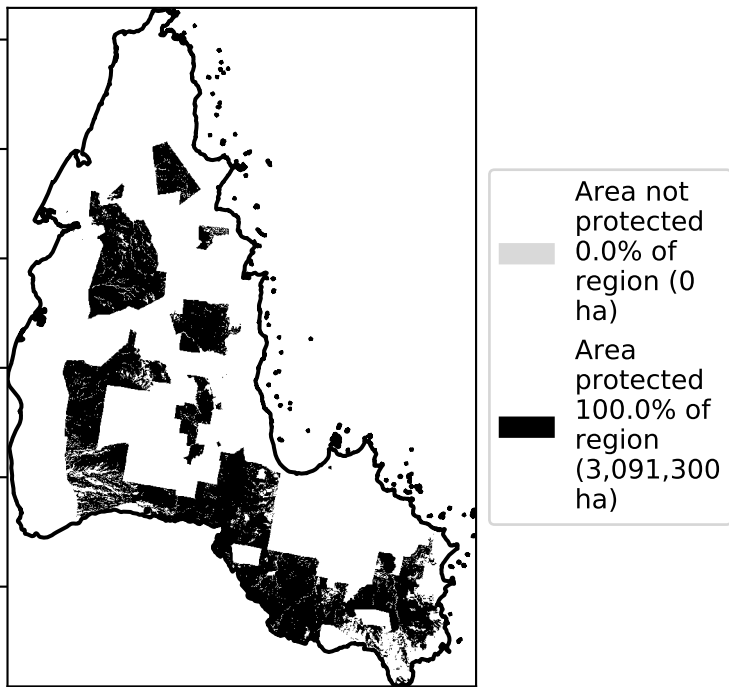 Area not
protected
0.0% of
region (0
ha)
Area
protected
100.0% of
region
(3,091,300
ha)